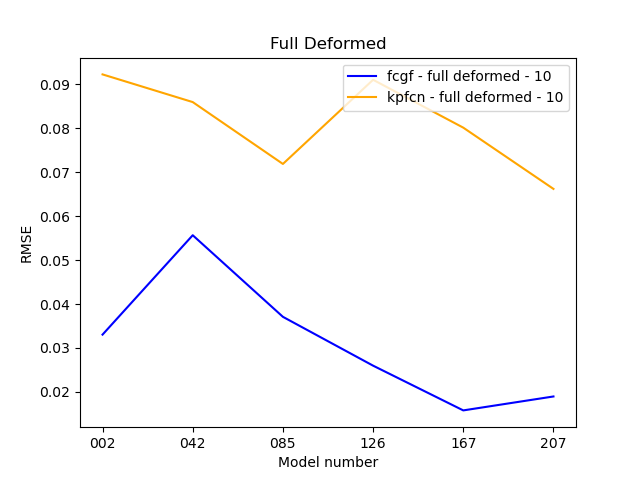 Full Deformed
fcgf - full deformed - 10
kpfcn - full deformed - 10
0.09
0.08
0.07
0.06
0.05
0.04
0.03
0.02
RMSE
002 042 085 126 167 207
Model number